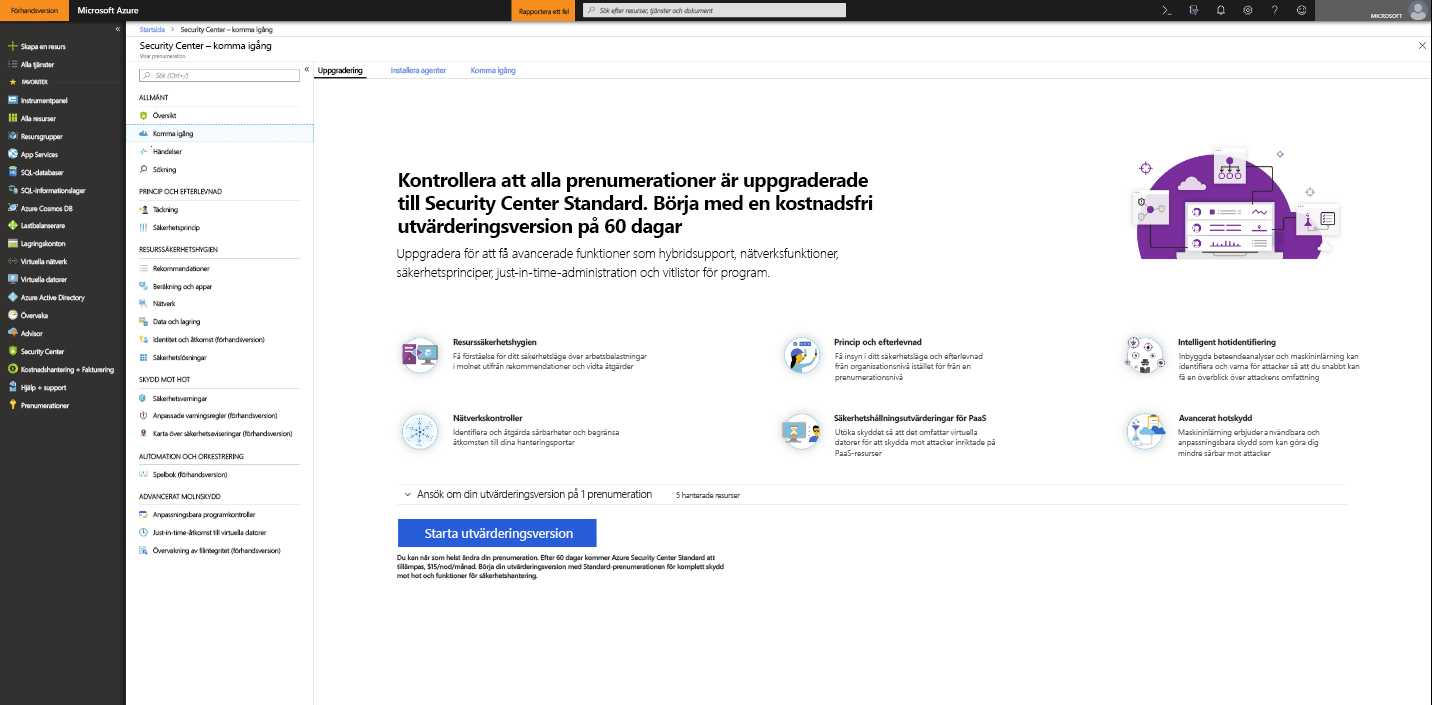 Förhandsversion
Microsoft Azure
Rapportera ett fel
Sök efter resurser, tjänster och dokument
MICROSOFT
Skapa en resurs
Alla tjänster
FAVORITER
Instrumentpanel
Alla resurser
Resursgrupper
App Services
SQL-databaser
SQL-informationslager
Azure Cosmos DB
Lastbalanserare
Lagringskonton
Virtuella nätverk
Virtuella datorer
Azure Active Directory
Övervaka
Advisor
Security Center
Kostnadshantering + Fakturering
Hjälp + support
Prenumerationer
Startsida > Security Center – komma igång
Security Center – komma igång
Visar prenumeration
Sök (Ctrl+/)
ALLMÄNT
Översikt
Komma igång
Händelser
Sökning
PRINCIP OCH EFTERLEVNAD
Täckning
Säkerhetsprincip
RESURSSÄKERHETSHYGIEN
Rekommendationer
Beräkning och appar
Nätverk
Data och lagring
Identitet och åtkomst (förhandsversion)
Säkerhetslösningar
SKYDD MOT HOT
Säkerhetsvarningar
Anpassade varningsregler (förhandsversion)
Karta över säkerhetsaviseringar (förhandsversion)
AUTOMATION OCH ORKESTRERING
Spelbok (förhandsversion)
ADVANCERAT MOLNSKYDD
Anpassningsbara programkontroller
Just-in-time-åtkomst till virtuella datorer
Övervakning av filintegritet (förhandsversion)
Uppgradering
Installera agenter
Komma igång
Kontrollera att alla prenumerationer är uppgraderade
till Security Center Standard. Börja med en kostnadsfri
utvärderingsversion på 60 dagar
Uppgradera för att få avancerade funktioner som hybridsupport, nätverksfunktioner,
säkerhetsprinciper, just-in-time-administration och vitlistor för program.
Resurssäkerhetshygien
Få förståelse för ditt säkerhetsläge över arbetsbelastningar
i molnet utifrån rekommendationer och vidta åtgärder
Princip och efterlevnad
Få insyn i ditt säkerhetsläge och efterlevnad
från organisationsnivå istället för från en
prenumerationsnivå
Intelligent hotidentifiering
Inbyggda beteendeanalyser och maskininlärning kan
identifiera och varna för attacker så att du snabbt kan
få en överblick över attackens omfattning
Nätverkskontroller
Identifiera och åtgärda sårbarheter och begränsa
åtkomsten till dina hanteringsportar
Säkerhetshållningsutvärderingar för PaaS
Utöka skyddet så att det omfattar virtuella
datorer för att skydda mot attacker inriktade på
PaaS-resurser
Avancerat hotskydd
Maskininlärning erbjuder användbara och
anpassningsbara skydd som kan göra dig
mindre sårbar mot attacker
Ansök om din utvärderingsversion på 1 prenumeration
5 hanterade resurser
Starta utvärderingsversion
Du kan när som helst ändra din prenumeration. Efter 60 dagar kommer Azure Security Center Standard att
tillämpas, $15/nod/månad. Börja din utvärderingsversion med Standard-prenumerationen för komplett skydd
mot hot och funktioner för säkerhetshantering.